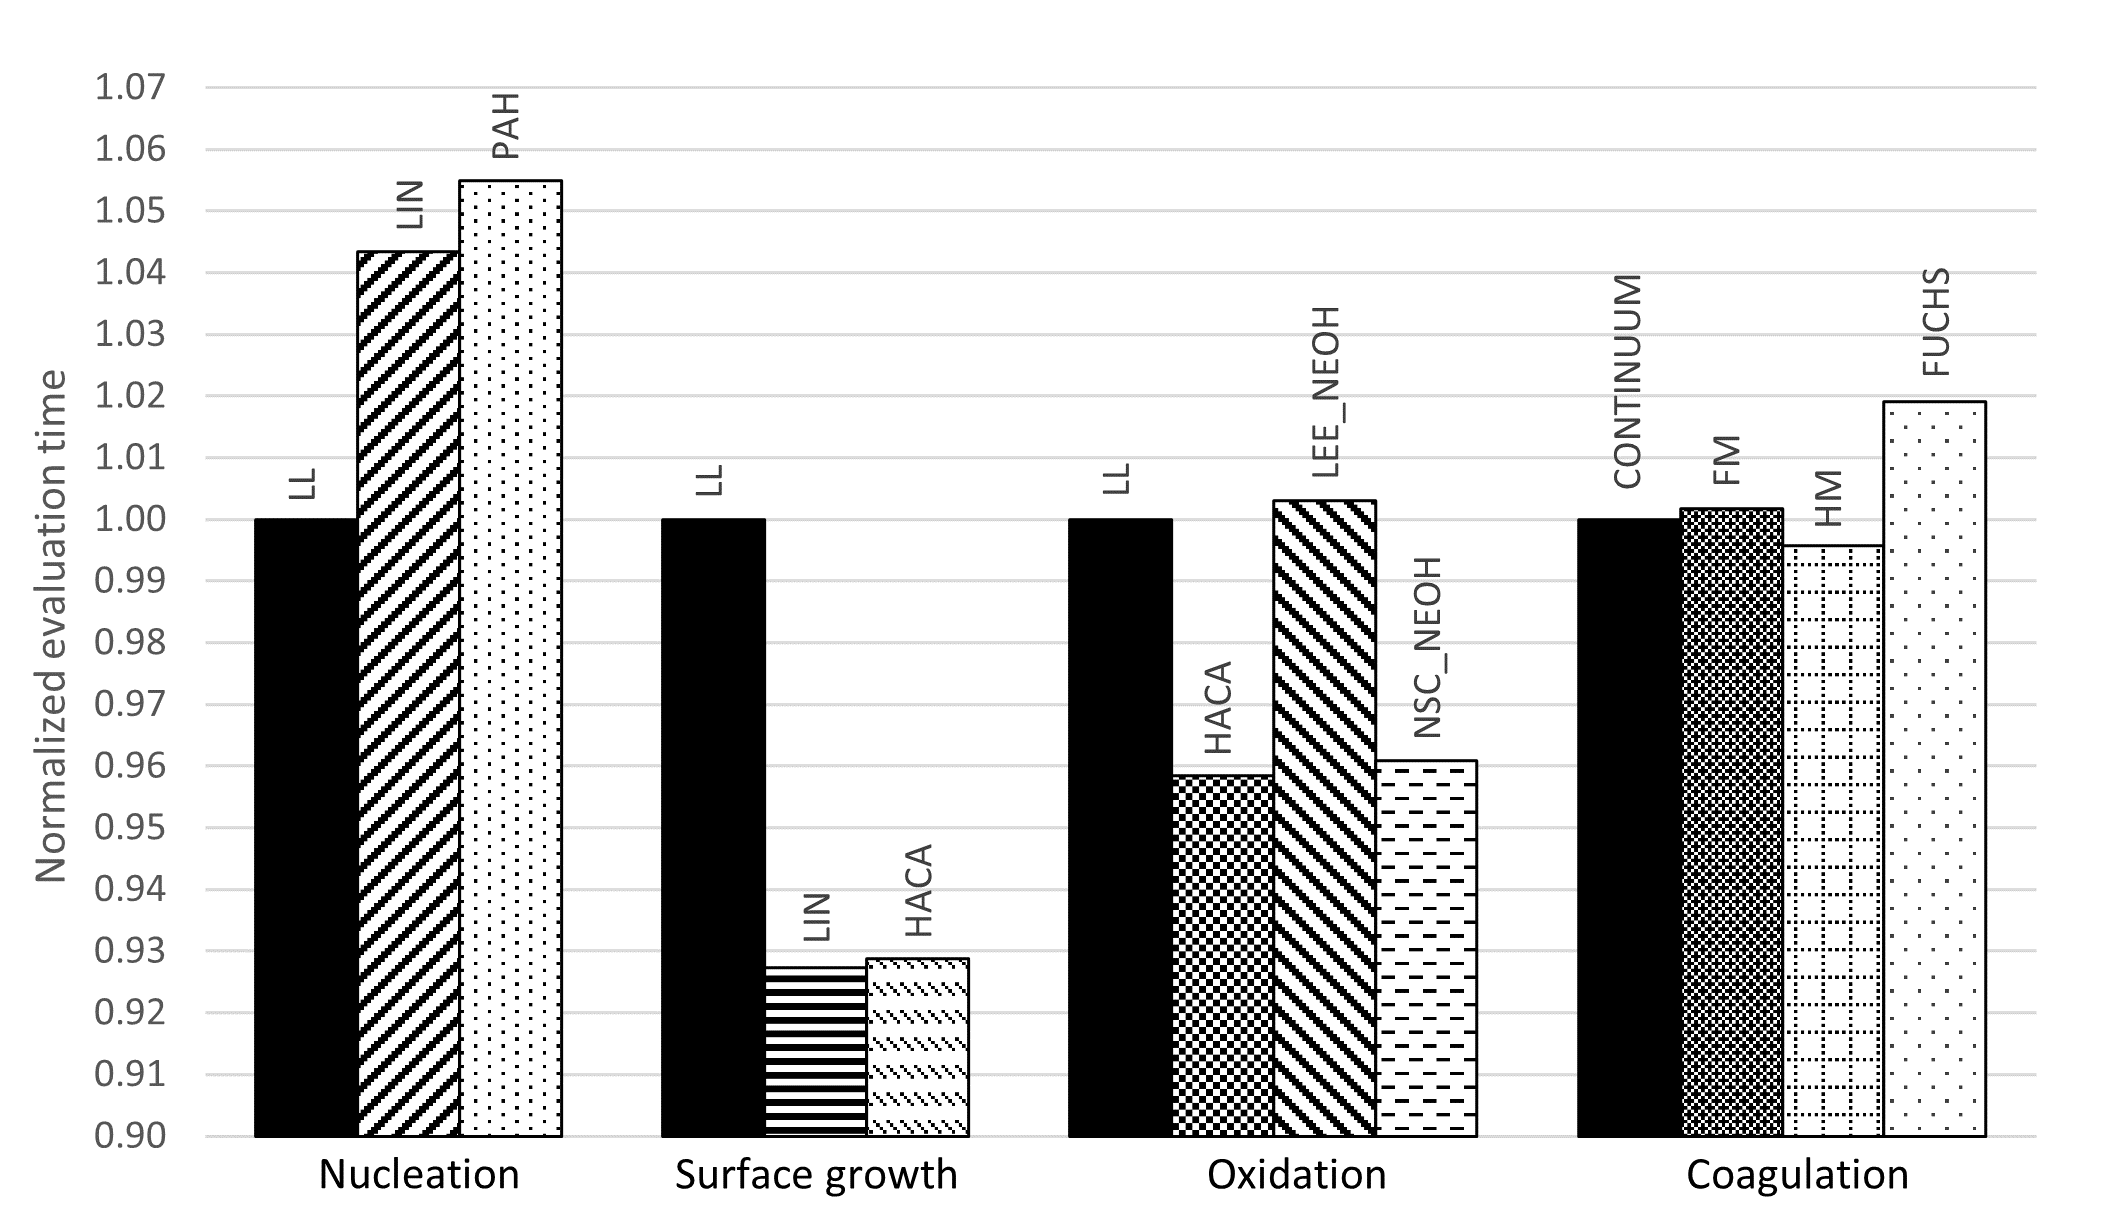 Normalized evaluation time
1.07
1.06
1.05
1.04
1.03
1.02
1.01
1.00
0.99
0.98
0.97
0.96
0.95
0.94
0.93
0.92
0.91
0.90
LL
LIN
PAH
LL
LIN
HACA
LL
HACA
LEE_NEOH
NSC_NEOH
CONTINUUM
FM
HM
FUCHS
Nucleation
Surface growth
Oxidation
Coagulation